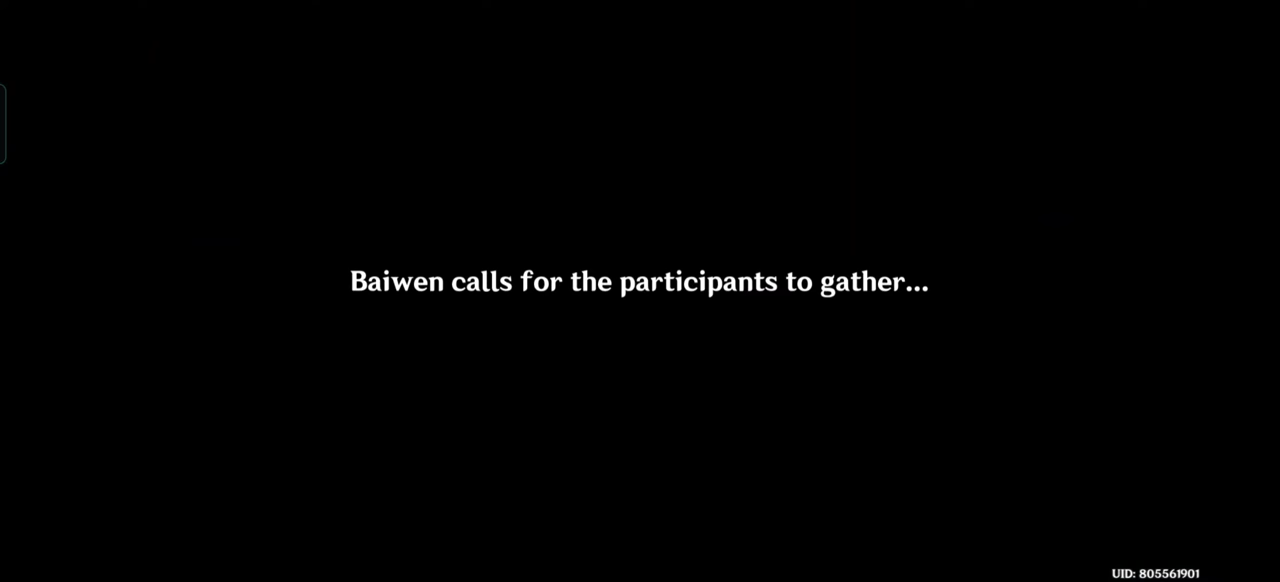 Baiwen calls for the participants to gather...
UID: 805561901